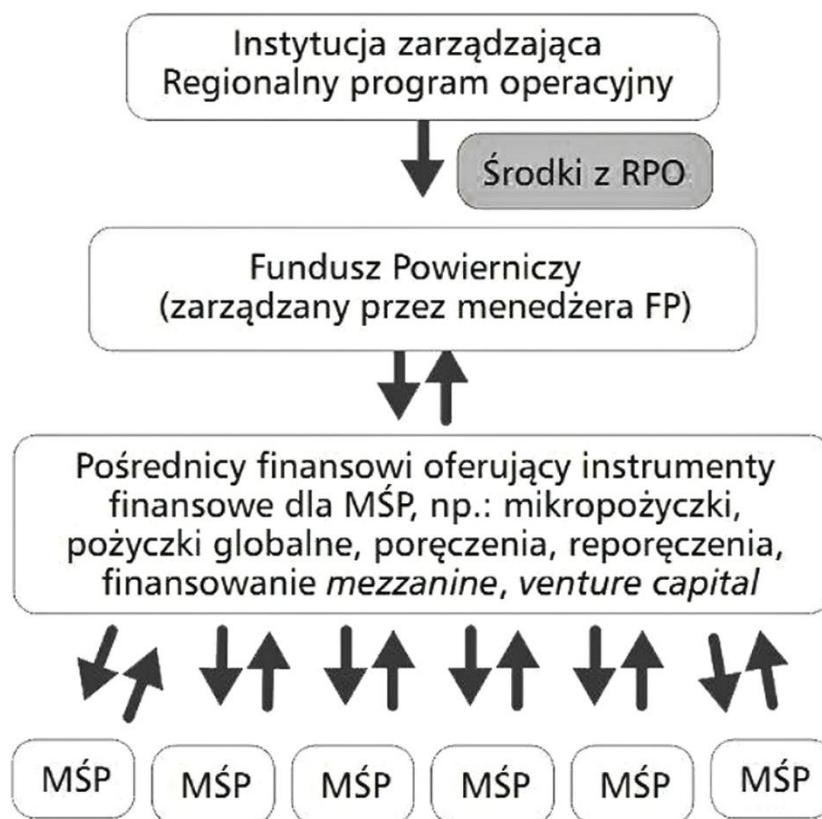 Instytucja zarządzająca
Regionalny program operacyjny
Środki z RPO
Fundusz Powierniczy
(zarządzany przez menedżera FP)
Pośrednicy finansowi oferujący instrumenty
finansowe dla MŚP, np.: mikropożyczki,
pożyczki globalne, poręczenia, reporęczenia,
finansowanie mezzanine, venture capital
MŚP
MŚP
MŚP
MŚP
MŚP
MŚP